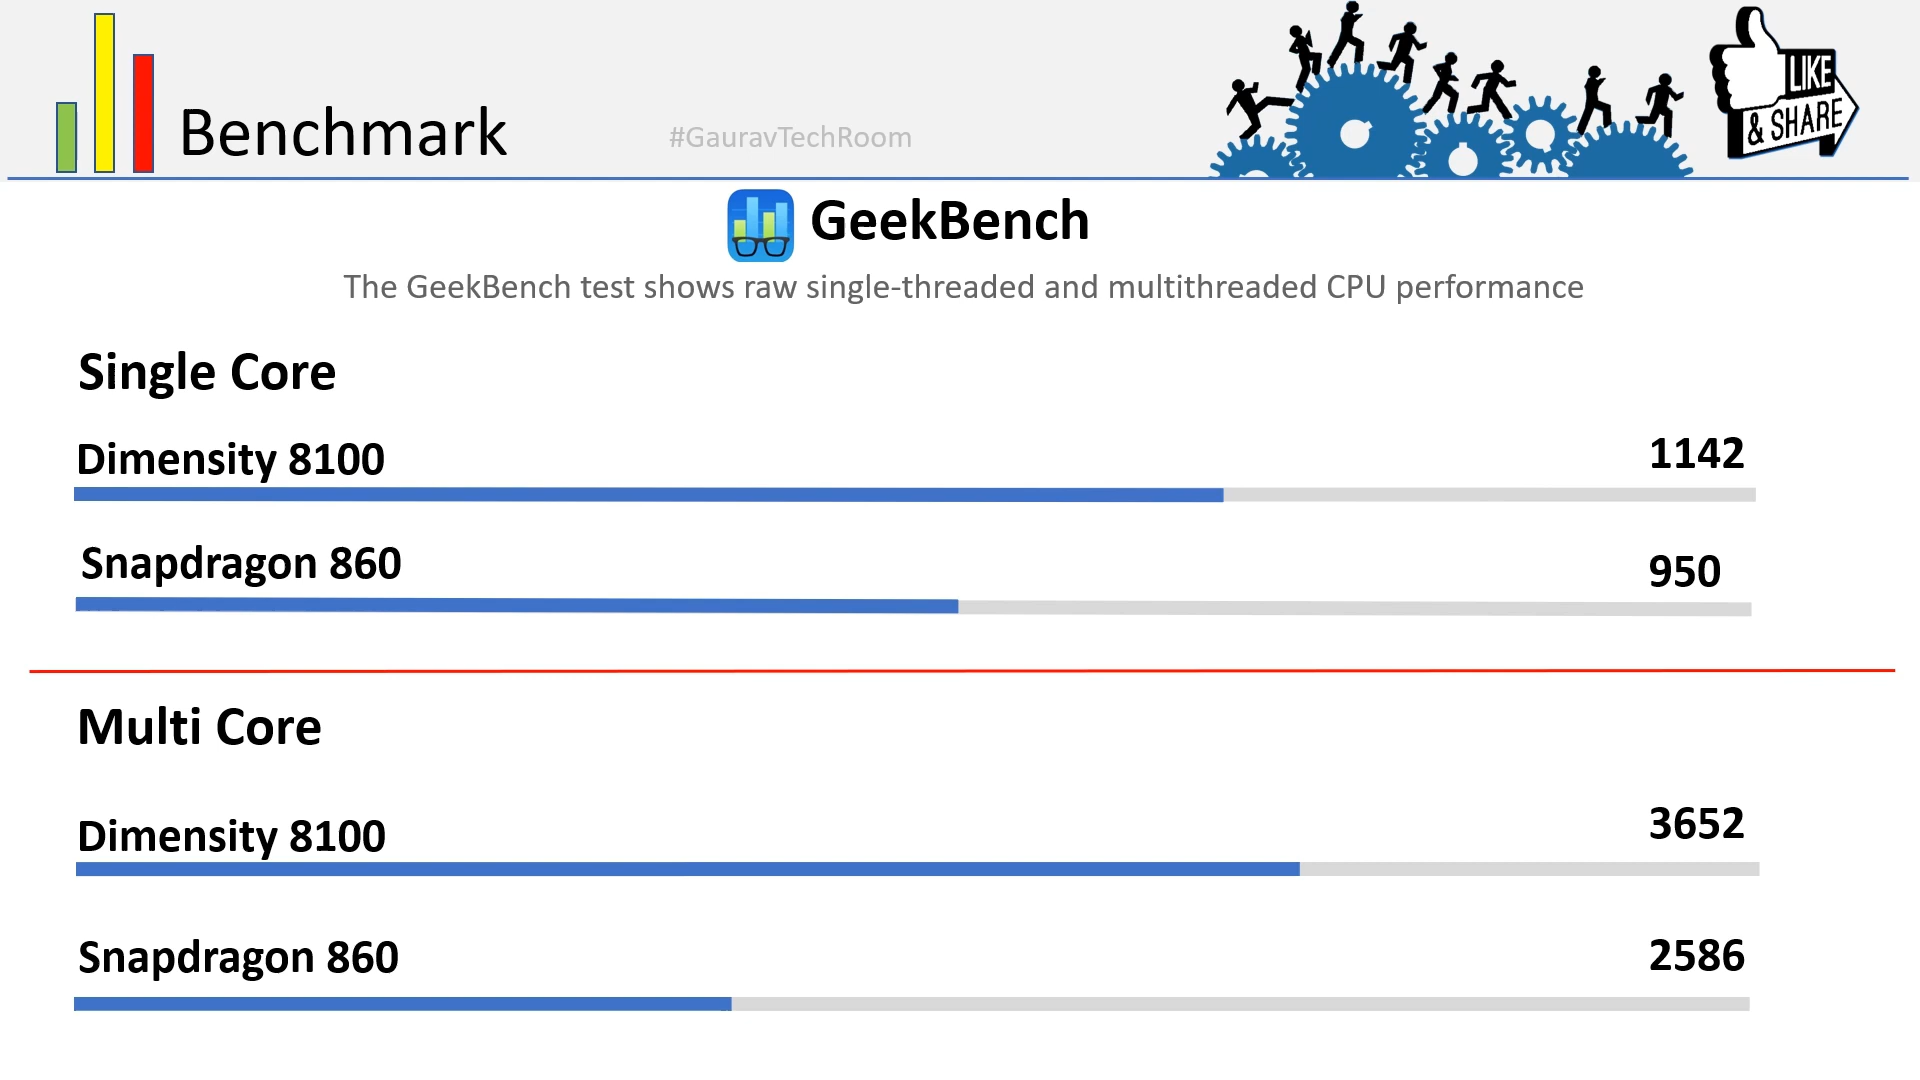 Benchmark
#GauravTechRoom
LIKE
& SHARE
GeekBench
The GeekBench test shows raw single-threaded and multithreaded CPU performance
Single Core
Dimensity 8100
1142
Snapdragon 860
950
Multi Core
Dimensity 8100
3652
Snapdragon 860
2586